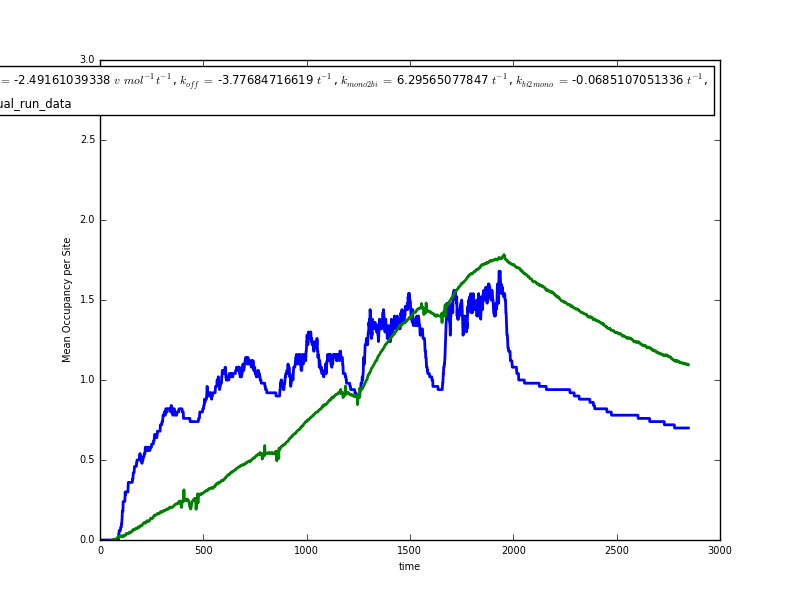 3.0
= -2.49161039338 v mol⁻¹t⁻¹, k_off = -3.77684716619 t⁻¹, k_mono2bi = 6.29565077847 t⁻¹, k_bi2mono = -0.0685107051336 t⁻¹,
ual_run_data
2.5
2.0
1.5
1.0
0.5
0.0
Mean Occupancy per Site
0 500 1000 1500 2000 2500 3000
time